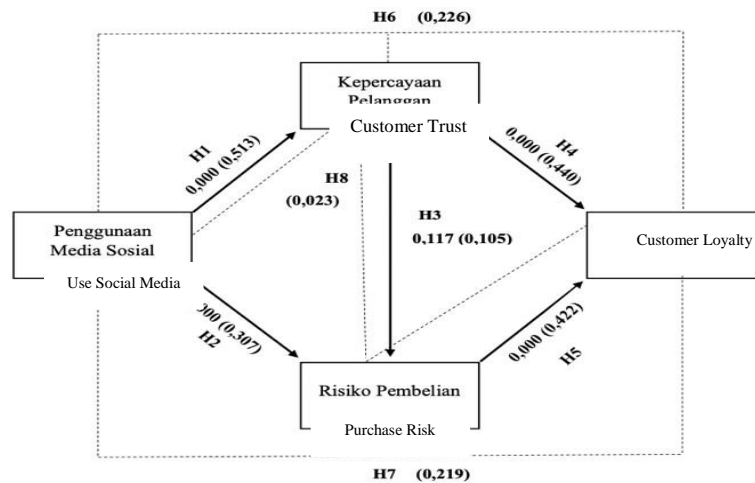 H6 (0,226)
Kepercayaan
Pelanggan
Customer Trust
H1
0,000 (0,513)
H4
0,000 (0,440)
H8
(0,023)
H3
0,117 (0,105)
Penggunaan
Media Sosial
Use Social Media
Customer Loyalty
(0,307)
H2
0,000 (0,422)
H5
Risiko Pembelian
Purchase Risk
H7 (0,219)